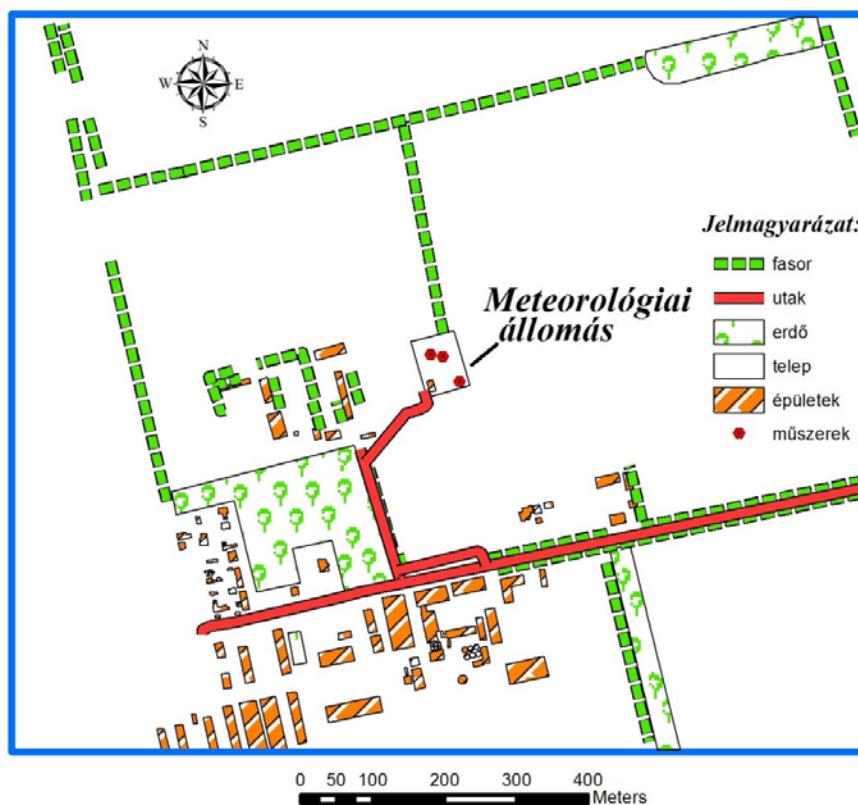 N
W E
S
Jelmagyarázat:
fasor
utak
erdő
telep
épületek
műszerek
Meteorológiai
állomás
0 50 100 200 300 400
Meters